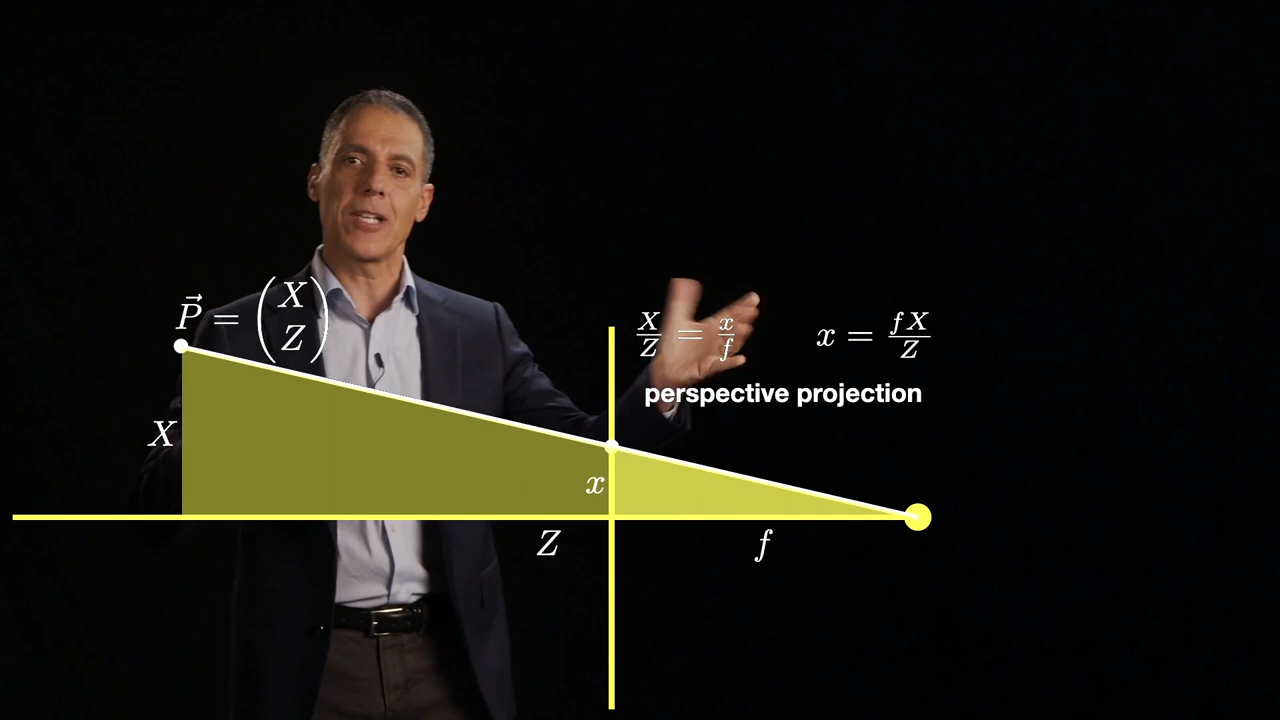 P⃗ = (X Z)
X/Z = x/f
x = fX/Z
perspective projection
X
x
Z
f